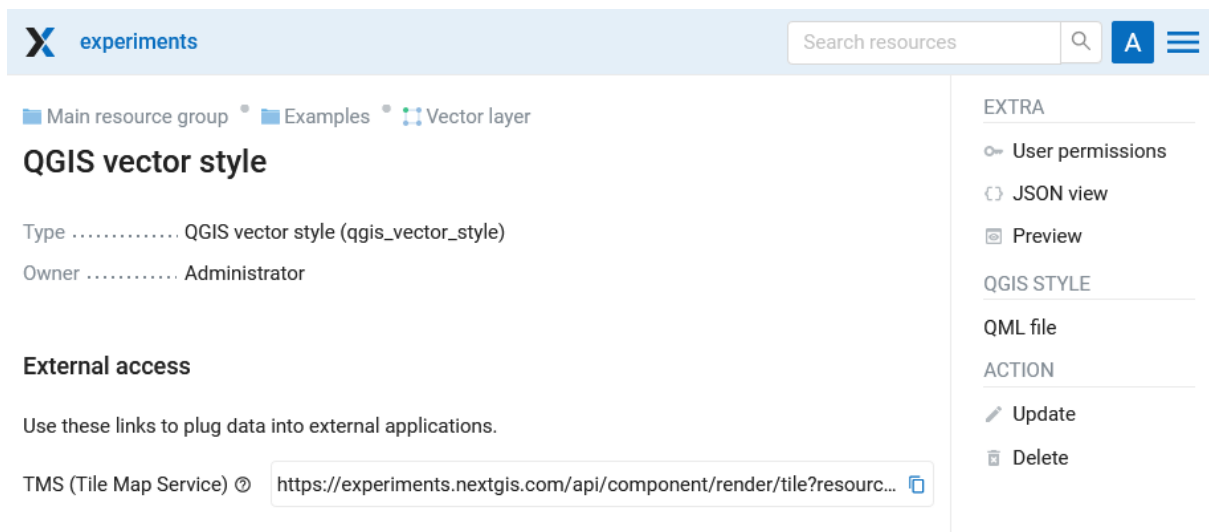 experiments
Search resources
A
Main resource group Examples Vector layer
QGIS vector style
Type ............. QGIS vector style (qgis_vector_style)
Owner ............ Administrator
External access
Use these links to plug data into external applications.
TMS (Tile Map Service) https://experiments.nextgis.com/api/component/render/tile?resourc...
EXTRA
User permissions
JSON view
Preview
QGIS STYLE
QML file
ACTION
Update
Delete